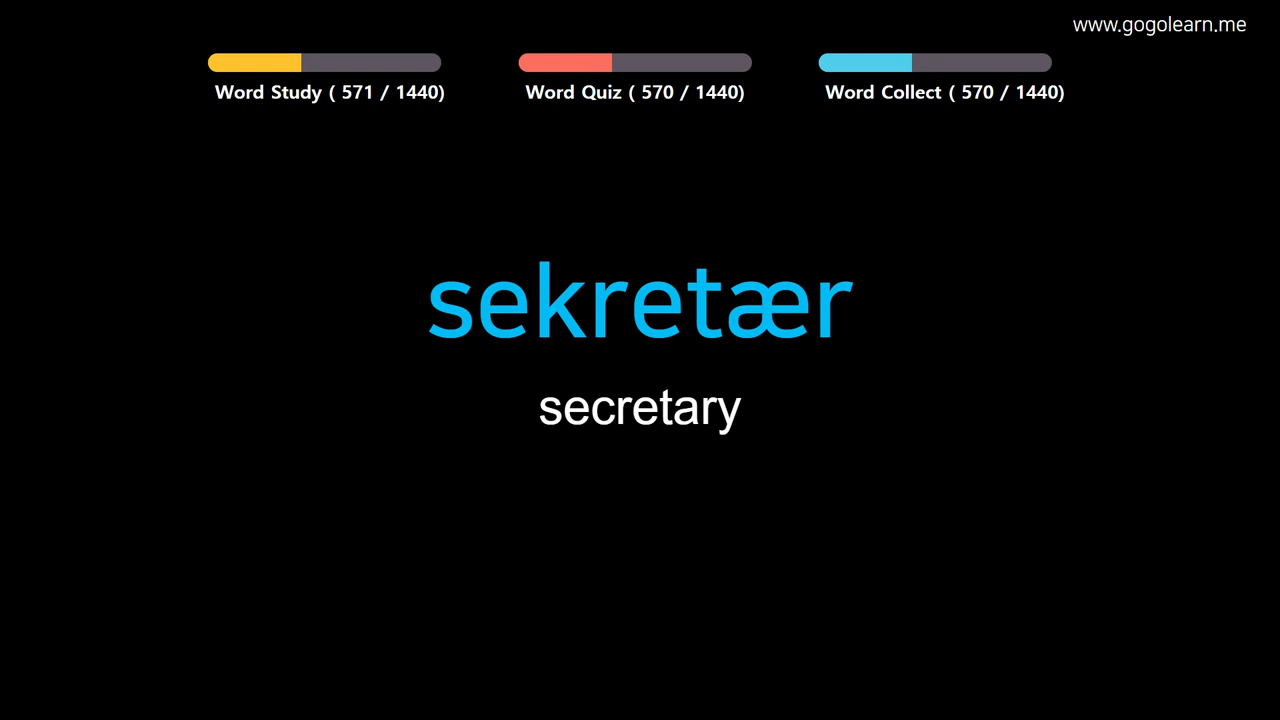 www.gogolearn.me
Word Study ( 571 / 1440)
Word Quiz ( 570 / 1440)
Word Collect ( 570 / 1440)
sekretær
secretary